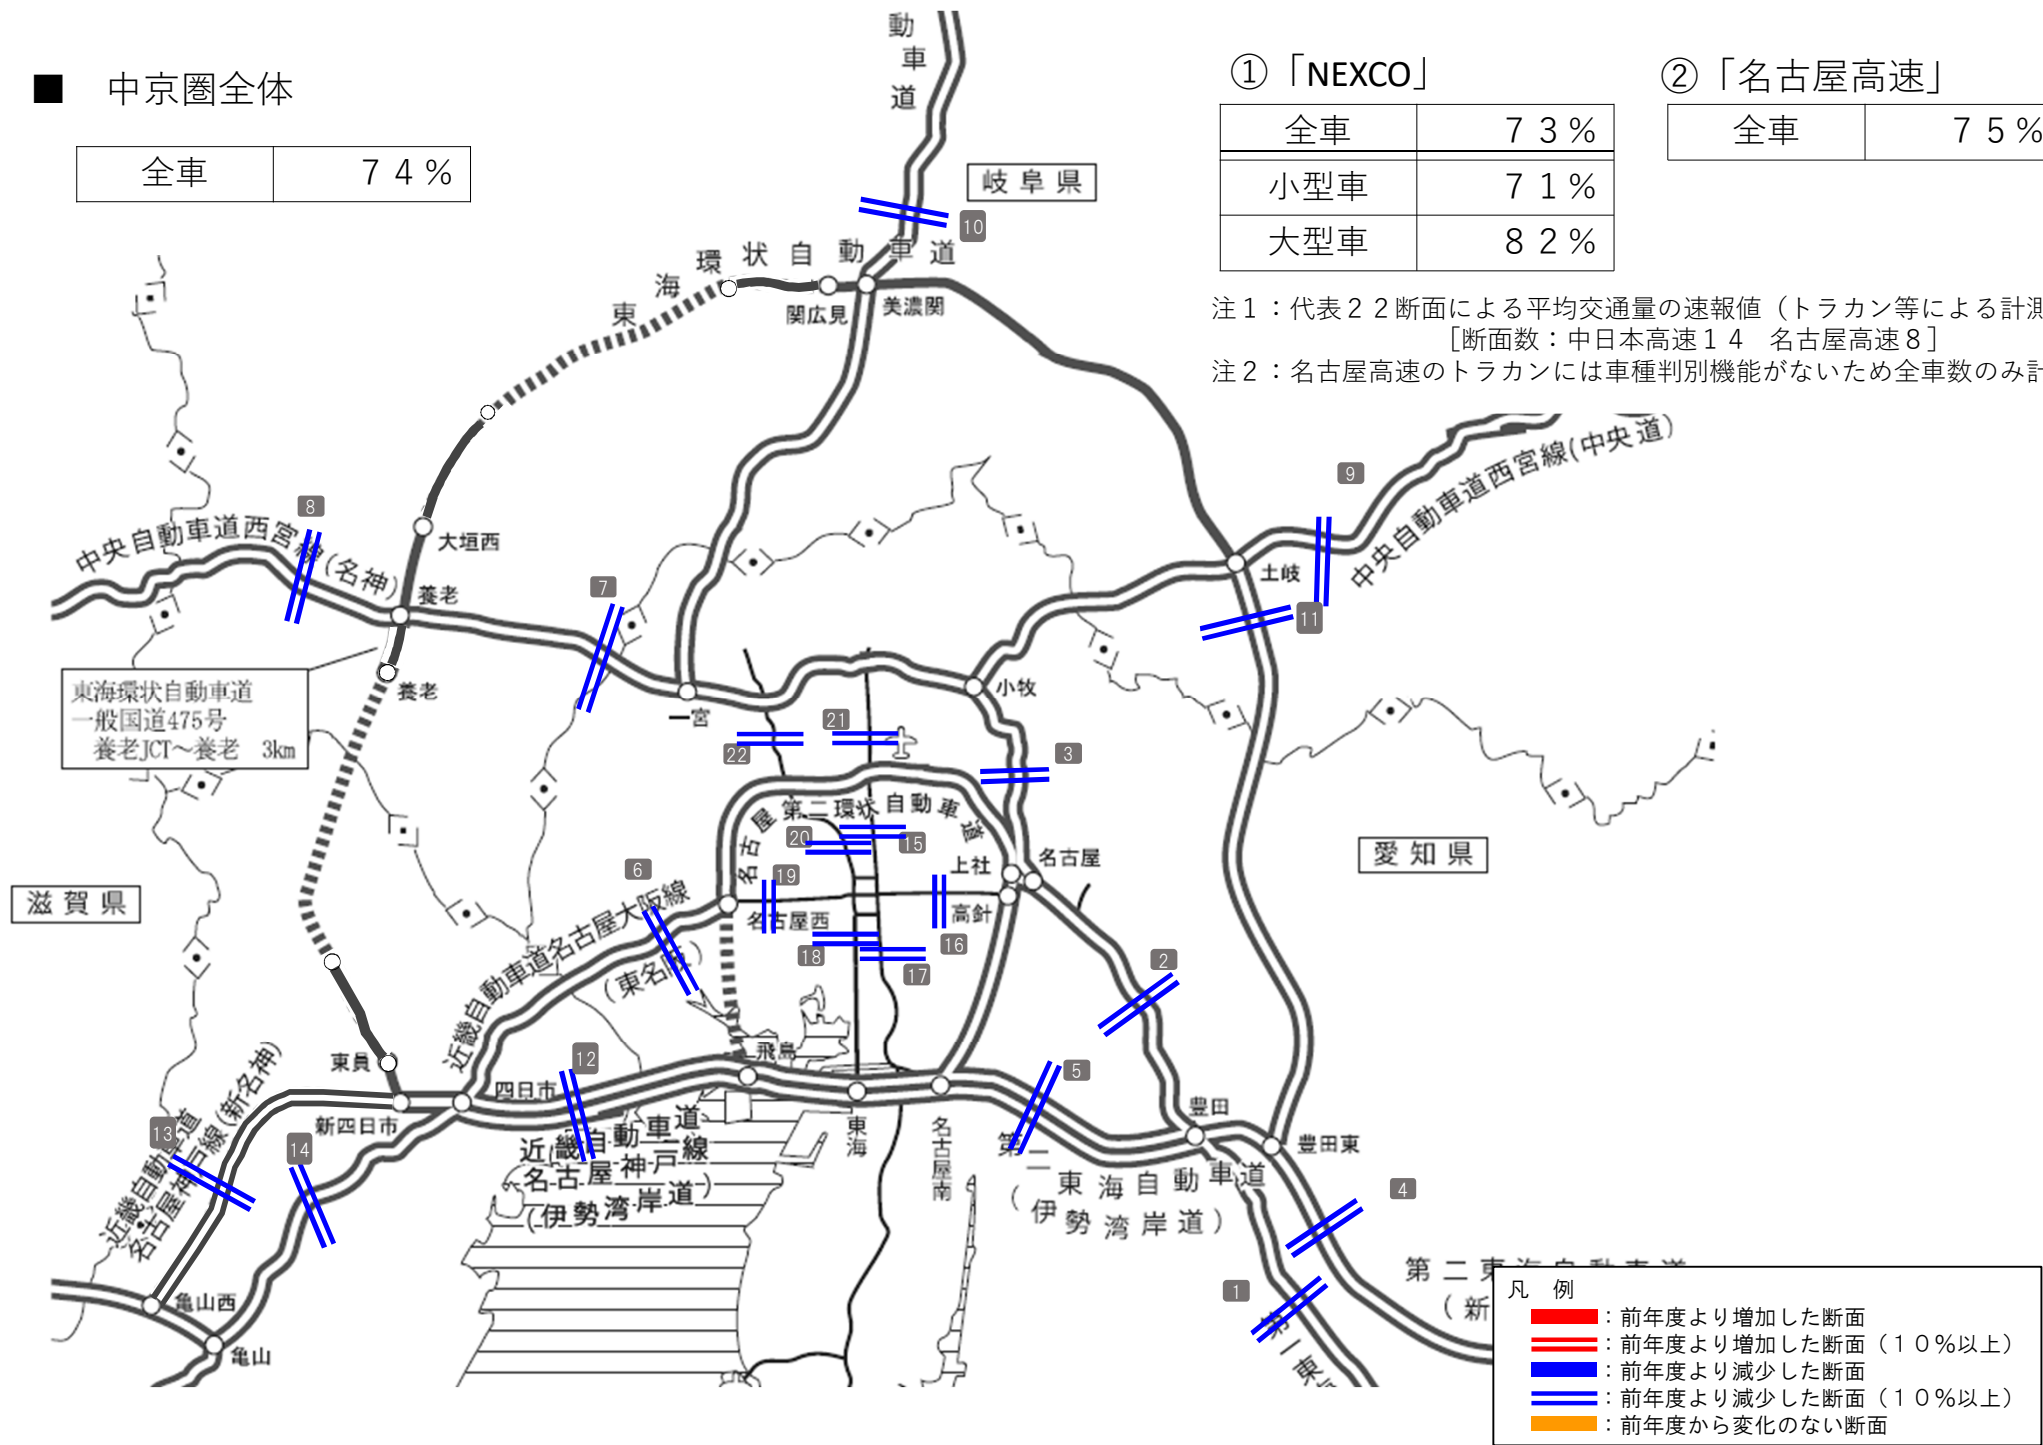 ■ 中京圏全体
全車 ７４％
①「NEXCO」
全車 ７３％
小型車 ７１％
大型車 ８２％
②「名古屋高速」
全車 ７５％
注１：代表２２断面による平均交通量の速報値（トラカン等による計測
［断面数：中日本高速１４　名古屋高速８］
注２：名古屋高速のトラカンには車種判別機能がないため全車数のみ計
動車道
岐阜県
10
東海環状自動車道
関広見
美濃関
9
中央自動車道西宮線(中央道)
8
中央自動車道西宮線(名神)
大垣西
養老
7
土岐
11
養老
東海環状自動車道
一般国道475号
養老JCT～養老　3km
一宮
小牧
22
21
3
名古屋第二環状自動車道
20
15
上社
名古屋
愛知県
6
19
滋賀県
近畿自動車道名古屋大阪線
(東名阪)
名古屋西
高針
16
18
17
2
東員
飛島
12
5
四日市
新四日市
豊田
豊田東
13
14
近畿自動車道
名古屋神戸線(新名神)
近畿自動車道
名古屋神戸線
(伊勢湾岸道)
東海
名古屋南
第二東海自動車道
(伊勢湾岸道)
4
1
亀山西
亀山
第二東海自動車道
(新
第一東
凡　例
：前年度より増加した断面
：前年度より増加した断面（１０％以上）
：前年度より減少した断面
：前年度より減少した断面（１０％以上）
：前年度から変化のない断面